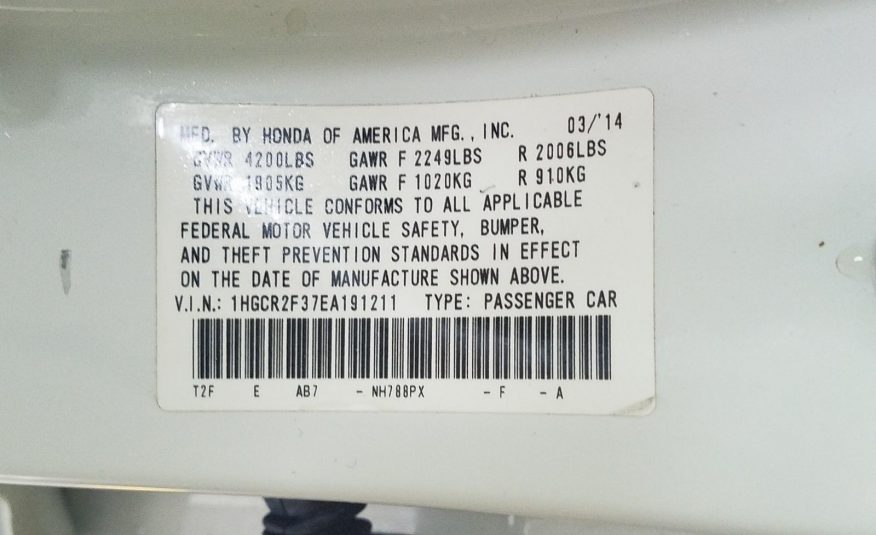 MFD. BY HONDA OF AMERICA MFG., INC. 03/'14
GVWR 4200LBS GAWR F 2249LBS R 2006LBS
GVWR 1905KG GAWR F 1020KG R 910KG
THIS VEHICLE CONFORMS TO ALL APPLICABLE
FEDERAL MOTOR VEHICLE SAFETY, BUMPER,
AND THEFT PREVENTION STANDARDS IN EFFECT
ON THE DATE OF MANUFACTURE SHOWN ABOVE.
V.I.N.: 1HGCR2F37EA191211 TYPE: PASSENGER CAR
T2F E AB7 - NH788PX - F - A